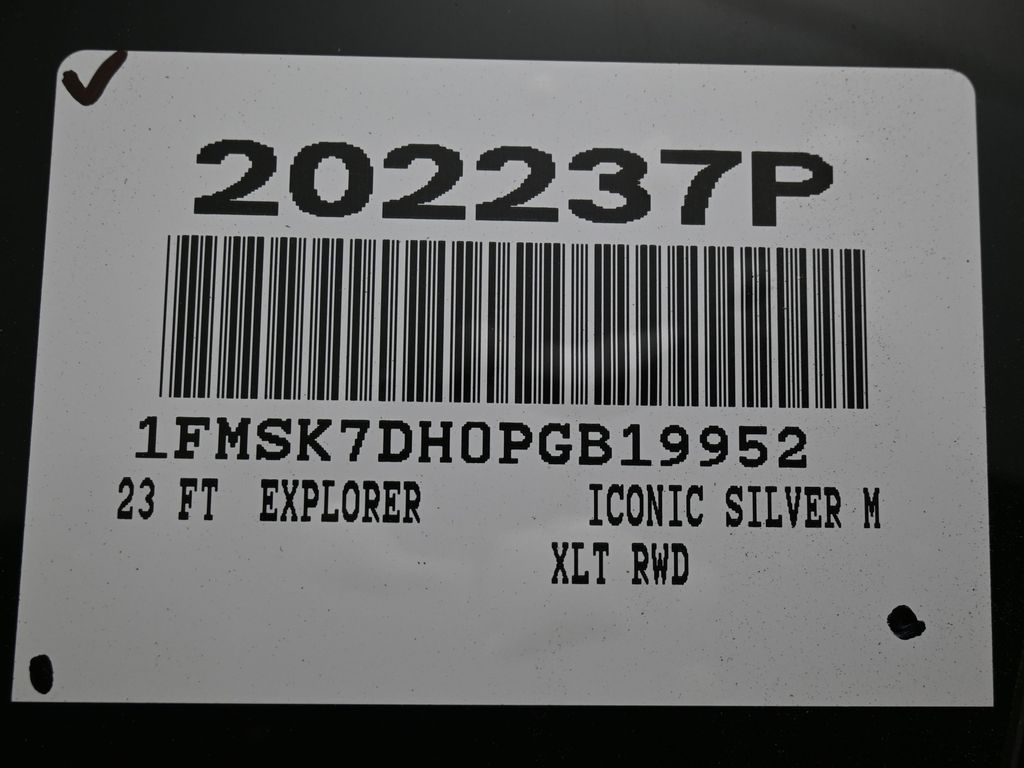 202237P
1FMSK7DH0PGB19952
23 FT EXPLORER ICONIC SILVER M
XLT RWD